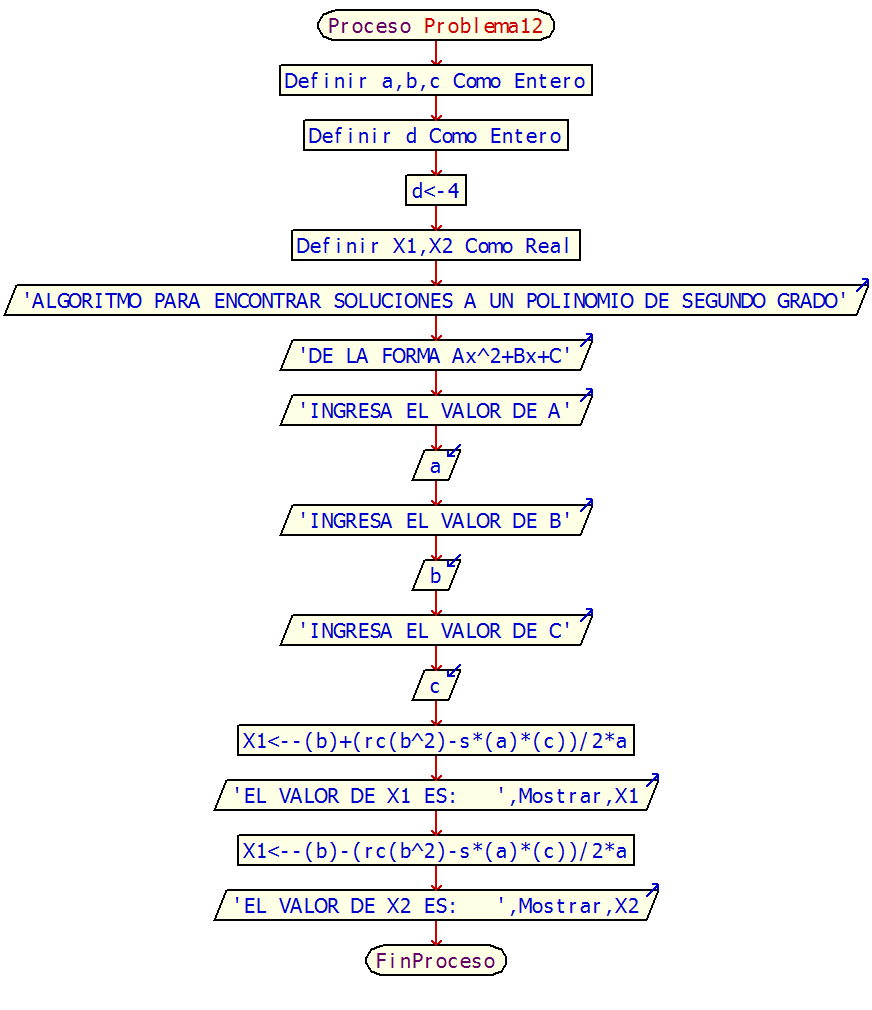 Proceso Problema12
Definir a,b,c Como Entero
Definir d Como Entero
d<-4
Definir X1,X2 Como Real
'ALGORITMO PARA ENCONTRAR SOLUCIONES A UN POLINOMIO DE SEGUNDO GRADO'
'DE LA FORMA Ax^2+Bx+C'
'INGRESA EL VALOR DE A'
a
'INGRESA EL VALOR DE B'
b
'INGRESA EL VALOR DE C'
c
X1<--(b)+(rc(b^2)-s*(a)*(c))/2*a
'EL VALOR DE X1 ES:   ',Mostrar,X1
X1<--(b)-(rc(b^2)-s*(a)*(c))/2*a
'EL VALOR DE X2 ES:   ',Mostrar,X2
FinProceso